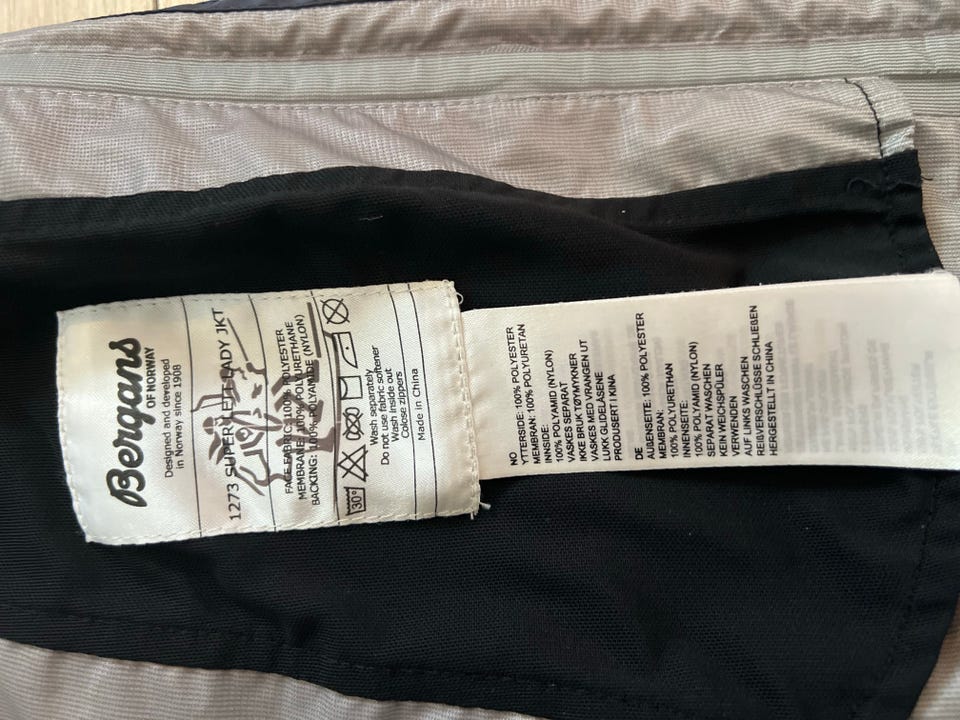 Bergans
OF NORWAY
Designed and developed
in Norway since 1908
1273 SUPER LETT LADY JKT
FACE FABRIC: 100% POLYESTER
MEMBRANE: 100% POLYURETHANE
BACKING: 100% POLYAMIDE (NYLON)
30°
Wash separately
Do not use fabric softener
Wash inside out
Colose zippers
Made in China
NO
YTTERSIDE: 100% POLYESTER
MEMBRAN: 100% POLYURETAN
INNSIDE:
100% POLYAMID (NYLON)
VASKES SEPARAT
IKKE BRUK TØYMYKNER
VASKES MED VRANGEN UT
LUKK GLIDELÅSENE
PRODUSERT I KINA
DE
AUßENSEITE: 100% POLYESTER
MEMBRAN:
100% POLYURETHAN
INNENSEITE:
100% POLYAMID (NYLON)
SEPARAT WASCHEN
KEIN WEICHSPÜLER
VERWENDEN
AUF LINKS WASCHEN
REIßVERSCHLÜSSE SCHLIEßEN
HERGESTELLT IN CHINA